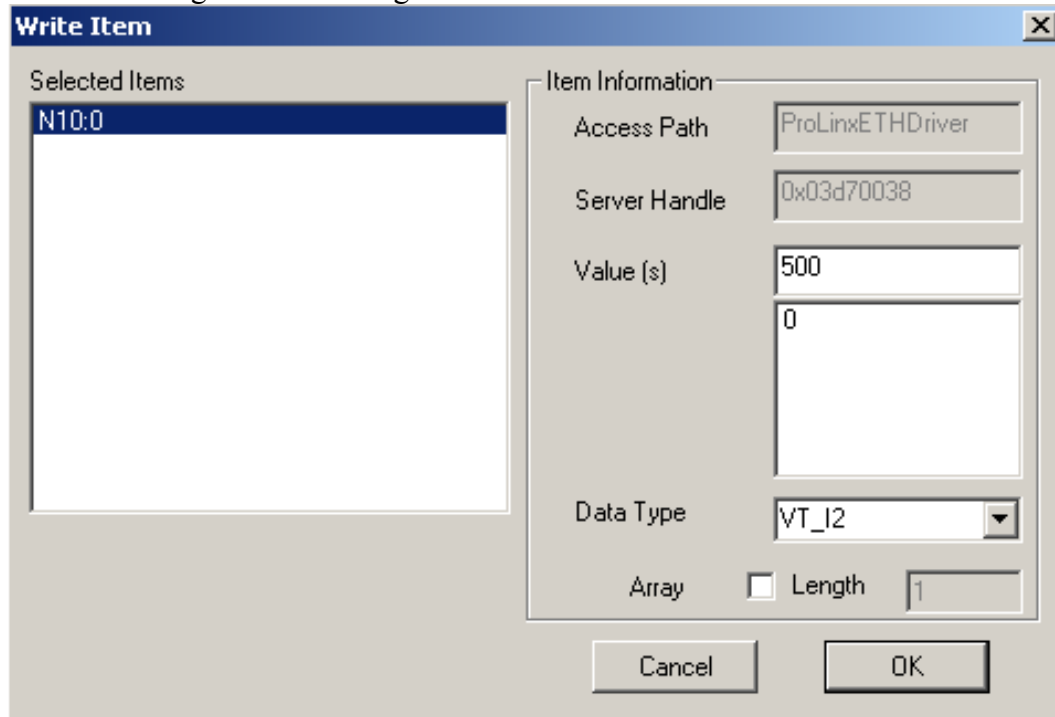 Write Item
Selected Items
N10:0
Item Information
Access Path
ProLinxETHDriver
Server Handle
0x03d70038
Value (s)
500
0
Data Type
VT_I2
Array
Length
1
Cancel
OK